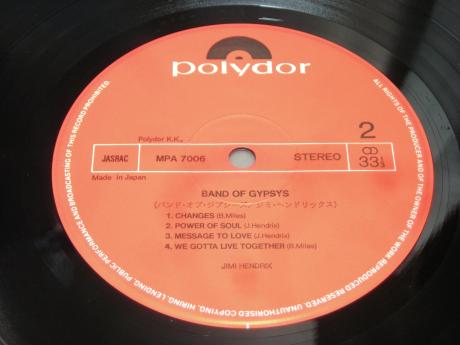 polydor
Polydor K.K.
2
JASRAC
MPA 7006
STEREO
33⅓
Made in Japan
BAND OF GYPSYS
(バンド・オブ・ジプシーズ/ジミ・ヘンドリックス)
1. CHANGES (B.Miles)
2. POWER OF SOUL (J.Hendrix)
3. MESSAGE TO LOVE (J.Hendrix)
4. WE GOTTA LIVE TOGETHER (B.Miles)
JIMI HENDRIX
ALL RIGHTS OF THE PRODUCER AND OF THE OWNER OF THE WORK REPRODUCED RESERVED. UNAUTHORISED COPYING, HIRING, LENDING, PUBLIC PERFORMANCE AND BROADCASTING OF THIS RECORD PROHIBITED.